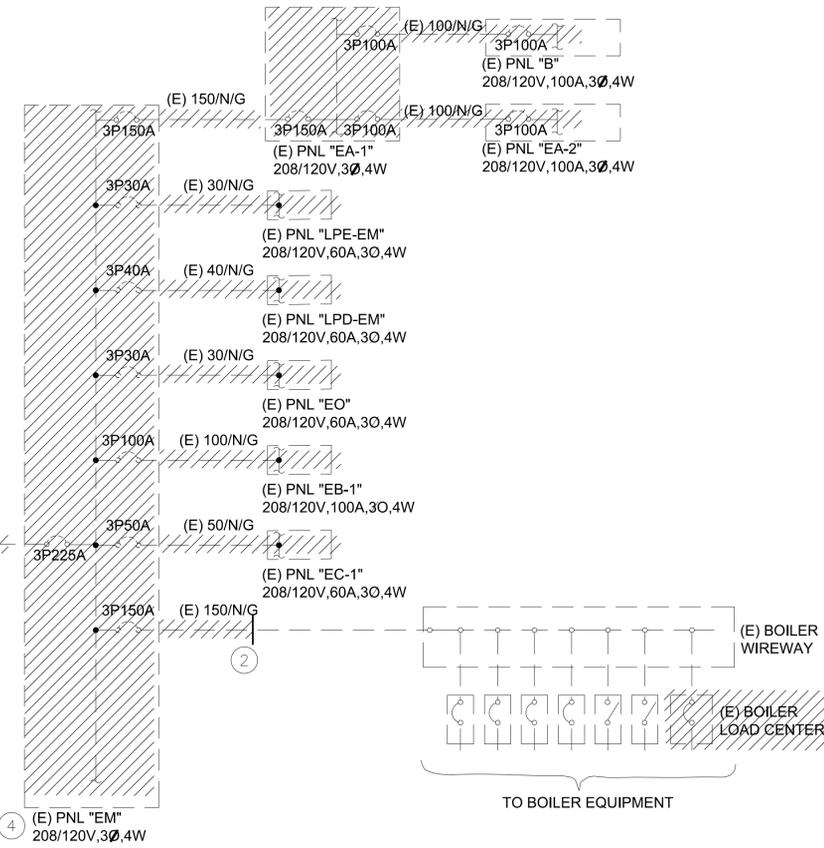 (E) 100/N/G
3P100A
3P100A
(E) PNL "B"
208/120V,100A,3Ø,4W
(E) 150/N/G
(E) 100/N/G
3P150A
3P150A
3P100A
3P100A
(E) PNL "EA-1"
208/120V,3Ø,4W
(E) PNL "EA-2"
208/120V,100A,3Ø,4W
3P30A
(E) 30/N/G
(E) PNL "LPE-EM"
208/120V,60A,3Ø,4W
3P40A
(E) 40/N/G
(E) PNL "LPD-EM"
208/120V,60A,3Ø,4W
3P30A
(E) 30/N/G
(E) PNL "EO"
208/120V,60A,3Ø,4W
3P100A
(E) 100/N/G
(E) PNL "EB-1"
208/120V,100A,3O,4W
3P50A
(E) 50/N/G
3P225A
(E) PNL "EC-1"
208/120V,60A,3Ø,4W
3P150A
(E) 150/N/G
2
(E) BOILER
WIREWAY
(E) BOILER
LOAD CENTER
TO BOILER EQUIPMENT
4
(E) PNL "EM"
208/120V,3Ø,4W